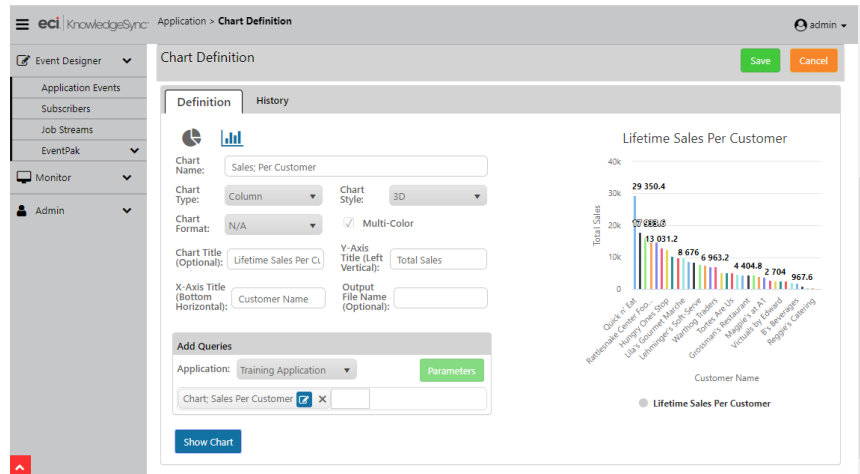 eci KnowledgeSync
Application > Chart Definition
admin
Event Designer
Application Events
Subscribers
Job Streams
EventPak
Monitor
Admin
Chart Definition
Save
Cancel
Definition
History
Chart Name:
Sales; Per Customer
Chart Type:
Column
Chart Style:
3D
Chart Format:
N/A
Multi-Color
Chart Title (Optional):
Lifetime Sales Per Cu
Y-Axis Title (Left Vertical):
Total Sales
X-Axis Title (Bottom Horizontal):
Customer Name
Output File Name (Optional):
Add Queries
Application:
Training Application
Parameters
Chart; Sales Per Customer
Show Chart
Lifetime Sales Per Customer
Total Sales
40k
30k
20k
10k
0
29 350.4
13 031.2
8 676
6 963.2
4 404.8
2 704
967.6
Quick n' Eat
Rattlesnake Center Foo...
Hungry Ones Stop
Lila's Gourmet Marche
Lehminger's Soft-Serve
Warthog Traders
Tortes Are Us
Grossman's Restaurant
Magpie's at A1
Victuals by Edward
B's Beverages
Reggie's Catering
Customer Name
Lifetime Sales Per Customer